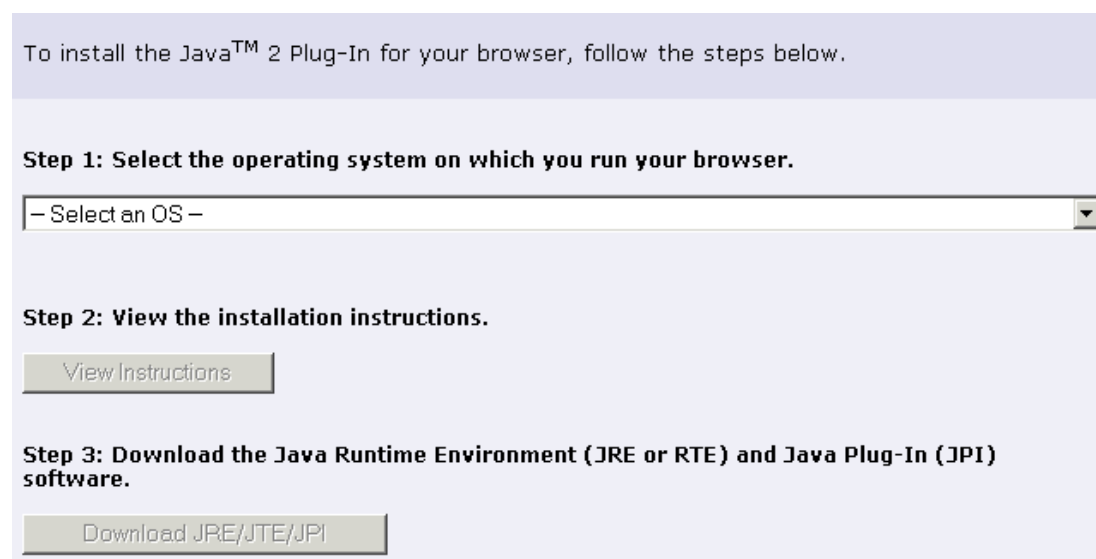 To install the Java™ 2 Plug-In for your browser, follow the steps below.
Step 1: Select the operating system on which you run your browser.
– Select an OS –
Step 2: View the installation instructions.
View Instructions
Step 3: Download the Java Runtime Environment (JRE or RTE) and Java Plug-In (JPI)
software.
Download JRE/JTE/JPI